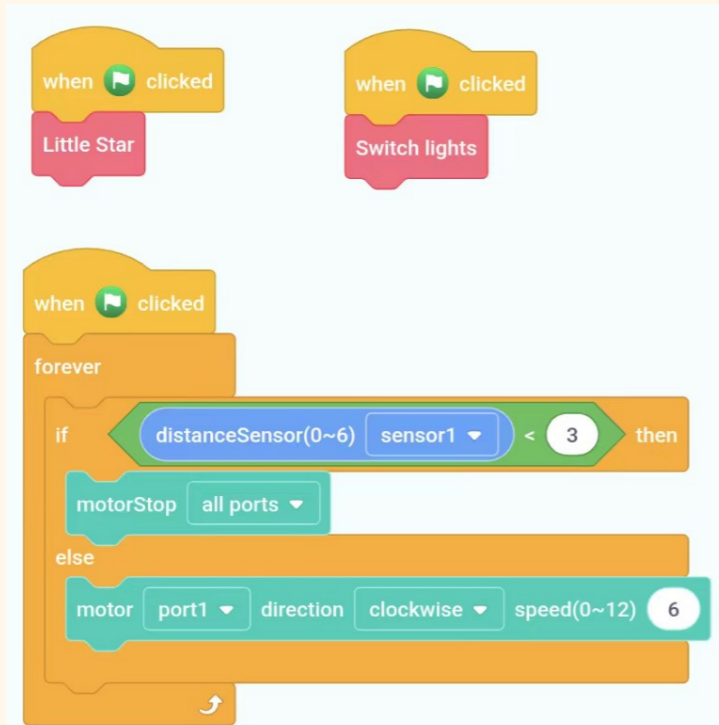 when clicked
Little Star
when clicked
Switch lights
when clicked
forever
if distanceSensor(0~6) sensor1 < 3 then
motorStop all ports
else
motor port1 direction clockwise speed(0~12) 6